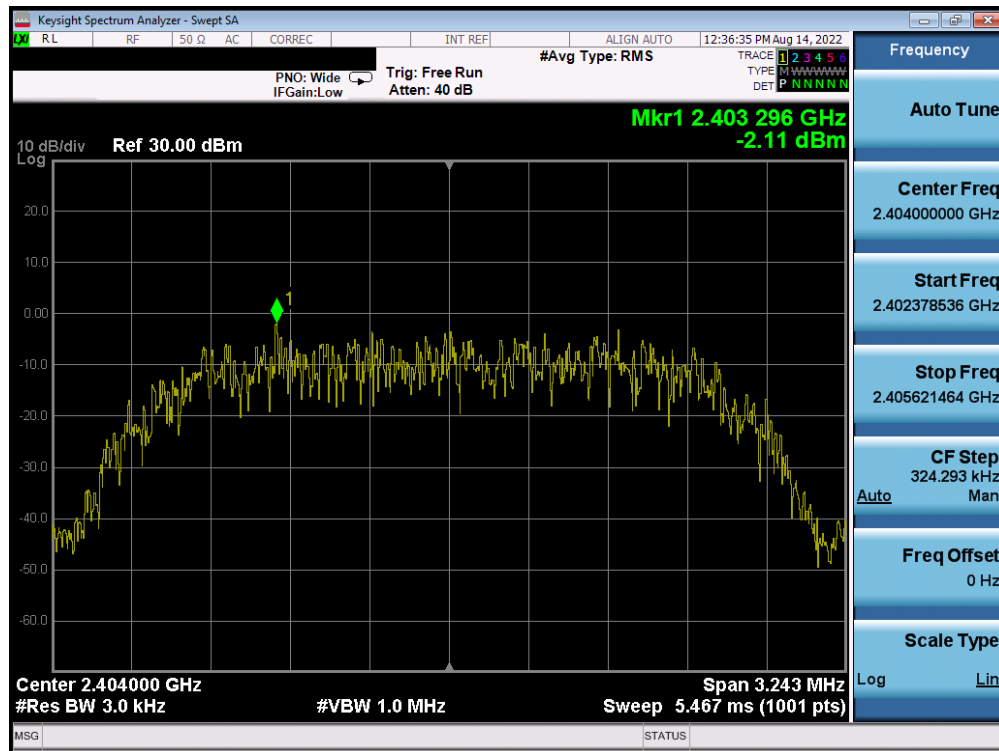 Keysight Spectrum Analyzer - Swept SA
LXI RL RF 50 Ω AC CORREC INT REF ALIGN AUTO 12:36:35 PM Aug 14, 2022
#Avg Type: RMS TRACE 1 2 3 4 5 6
PNO: Wide Trig: Free Run TYPE M WWWWW
IFGain:Low Atten: 40 dB DET P N N N N N
Mkr1 2.403 296 GHz
-2.11 dBm
10 dB/div Ref 30.00 dBm
Log
20.0
10.0
1
0.00
-10.0
-20.0
-30.0
-40.0
-50.0
-60.0
Center 2.404000 GHz Span 3.243 MHz
#Res BW 3.0 kHz #VBW 1.0 MHz Sweep 5.467 ms (1001 pts)
MSG STATUS
Frequency
Auto Tune
Center Freq
2.404000000 GHz
Start Freq
2.402378536 GHz
Stop Freq
2.405621464 GHz
CF Step
324.293 kHz
Auto Man
Freq Offset
0 Hz
Scale Type
Log Lin